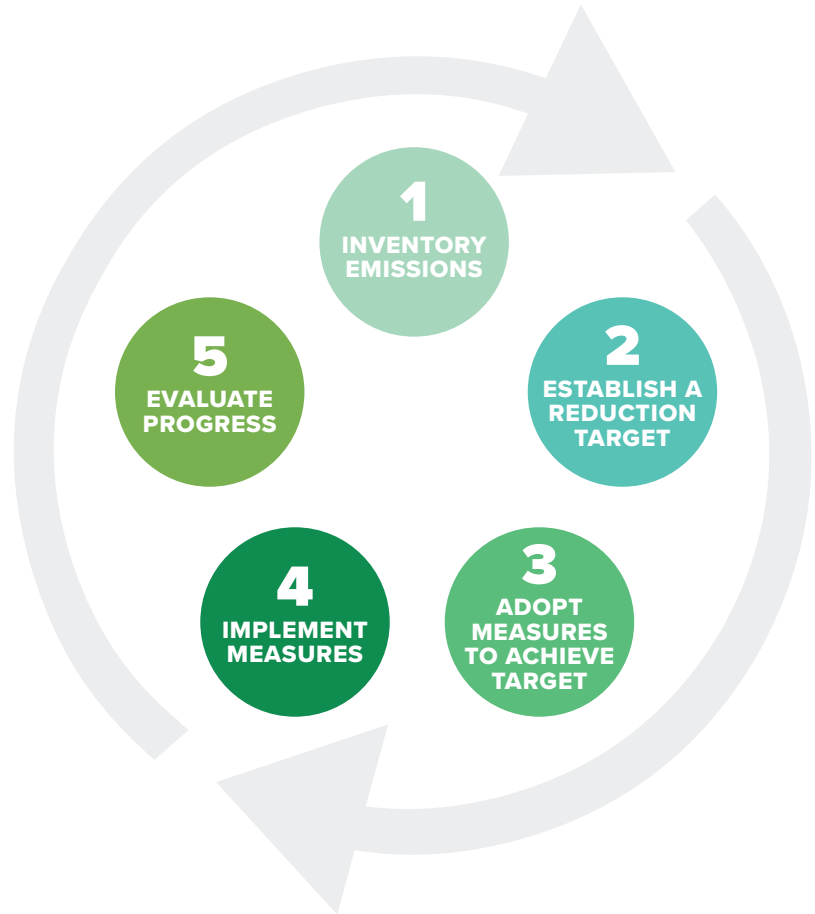 1
INVENTORY
EMISSIONS
2
ESTABLISH A
REDUCTION
TARGET
3
ADOPT
MEASURES
TO ACHIEVE
TARGET
4
IMPLEMENT
MEASURES
5
EVALUATE
PROGRESS